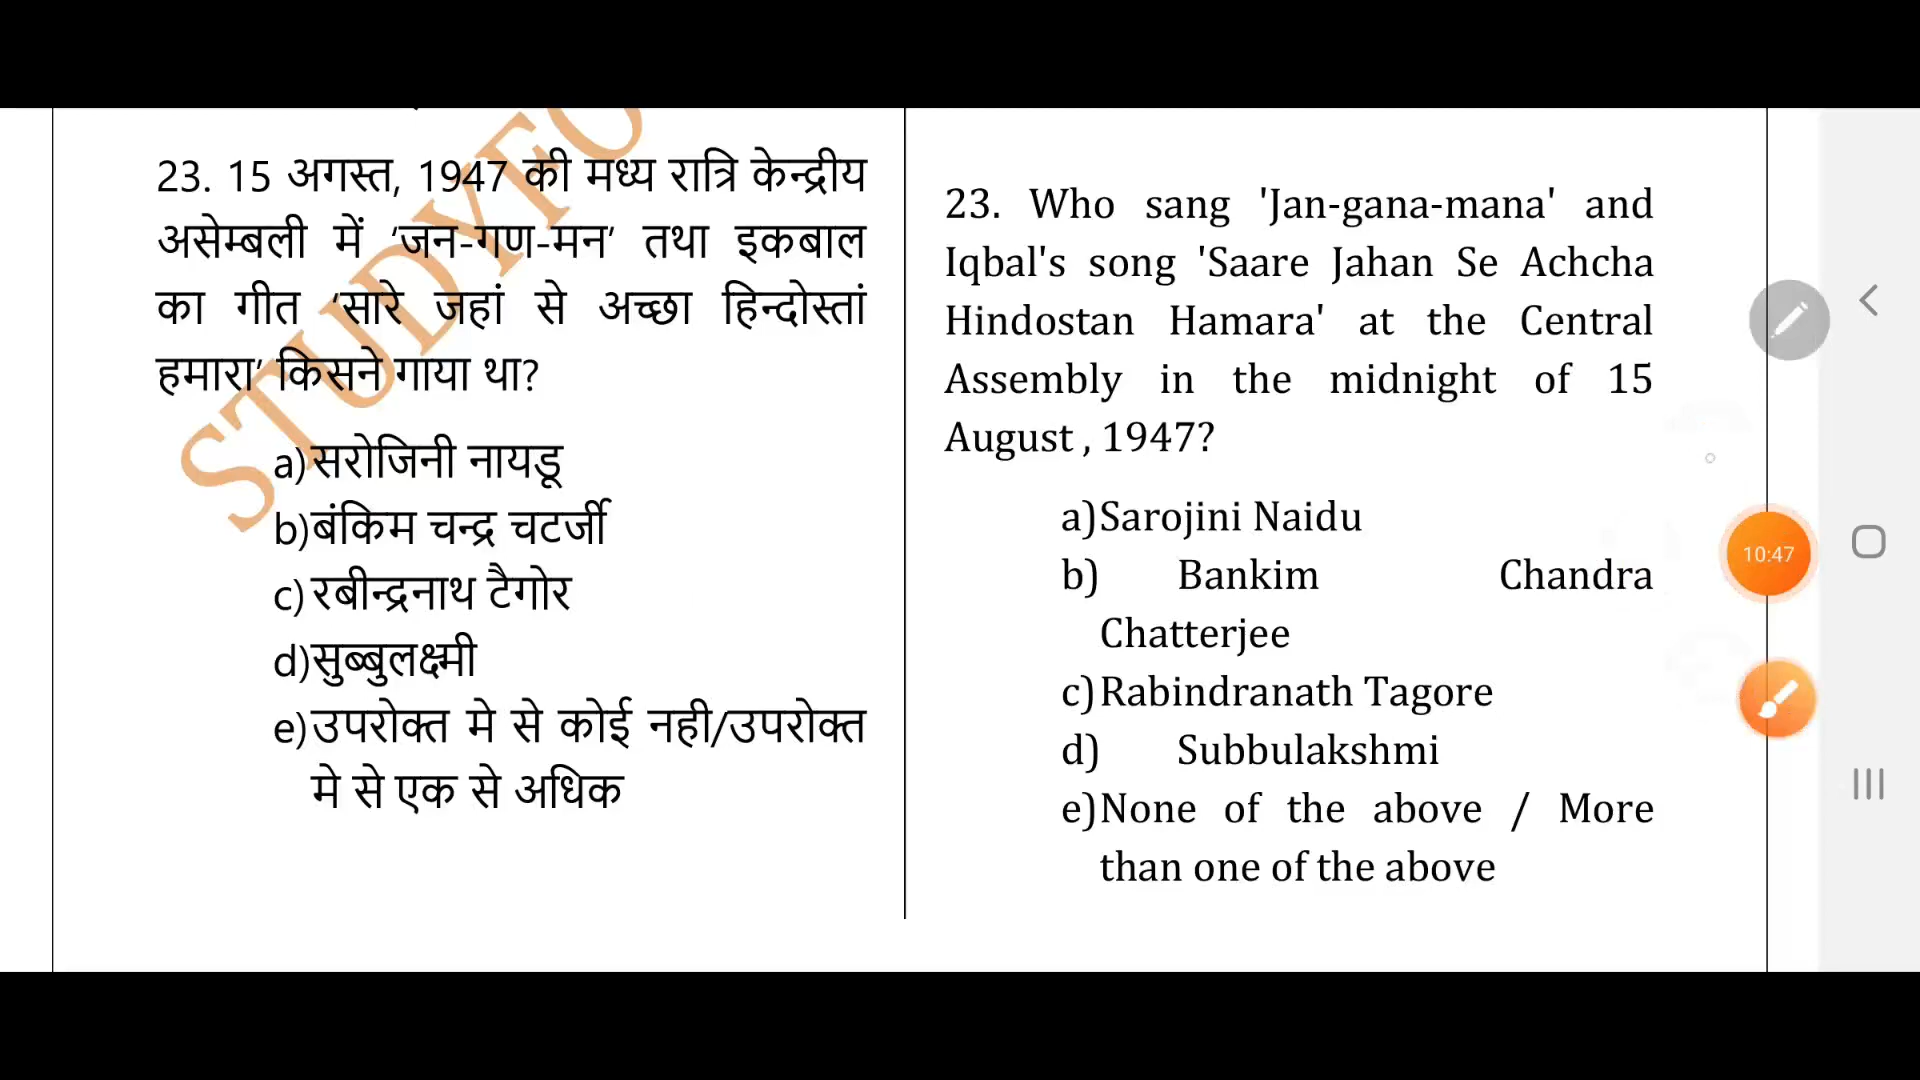 23. 15 अगस्त, 1947 की मध्य रात्रि केन्द्रीय
असेम्बली में ‘जन-गण-मन’ तथा इकबाल
का गीत ‘सारे जहां से अच्छा हिन्दोस्तां
हमारा’ किसने गाया था?
a) सरोजिनी नायडू
b) बंकिम चन्द्र चटर्जी
c) रबीन्द्रनाथ टैगोर
d) सुब्बुलक्ष्मी
e) उपरोक्त मे से कोई नही/उपरोक्त
मे से एक से अधिक
STUDYFO
23. Who sang 'Jan-gana-mana' and
Iqbal's song 'Saare Jahan Se Achcha
Hindostan Hamara' at the Central
Assembly in the midnight of 15
August , 1947?
a) Sarojini Naidu
b) Bankim Chandra
Chatterjee
c) Rabindranath Tagore
d) Subbulakshmi
e) None of the above / More
than one of the above
10:47